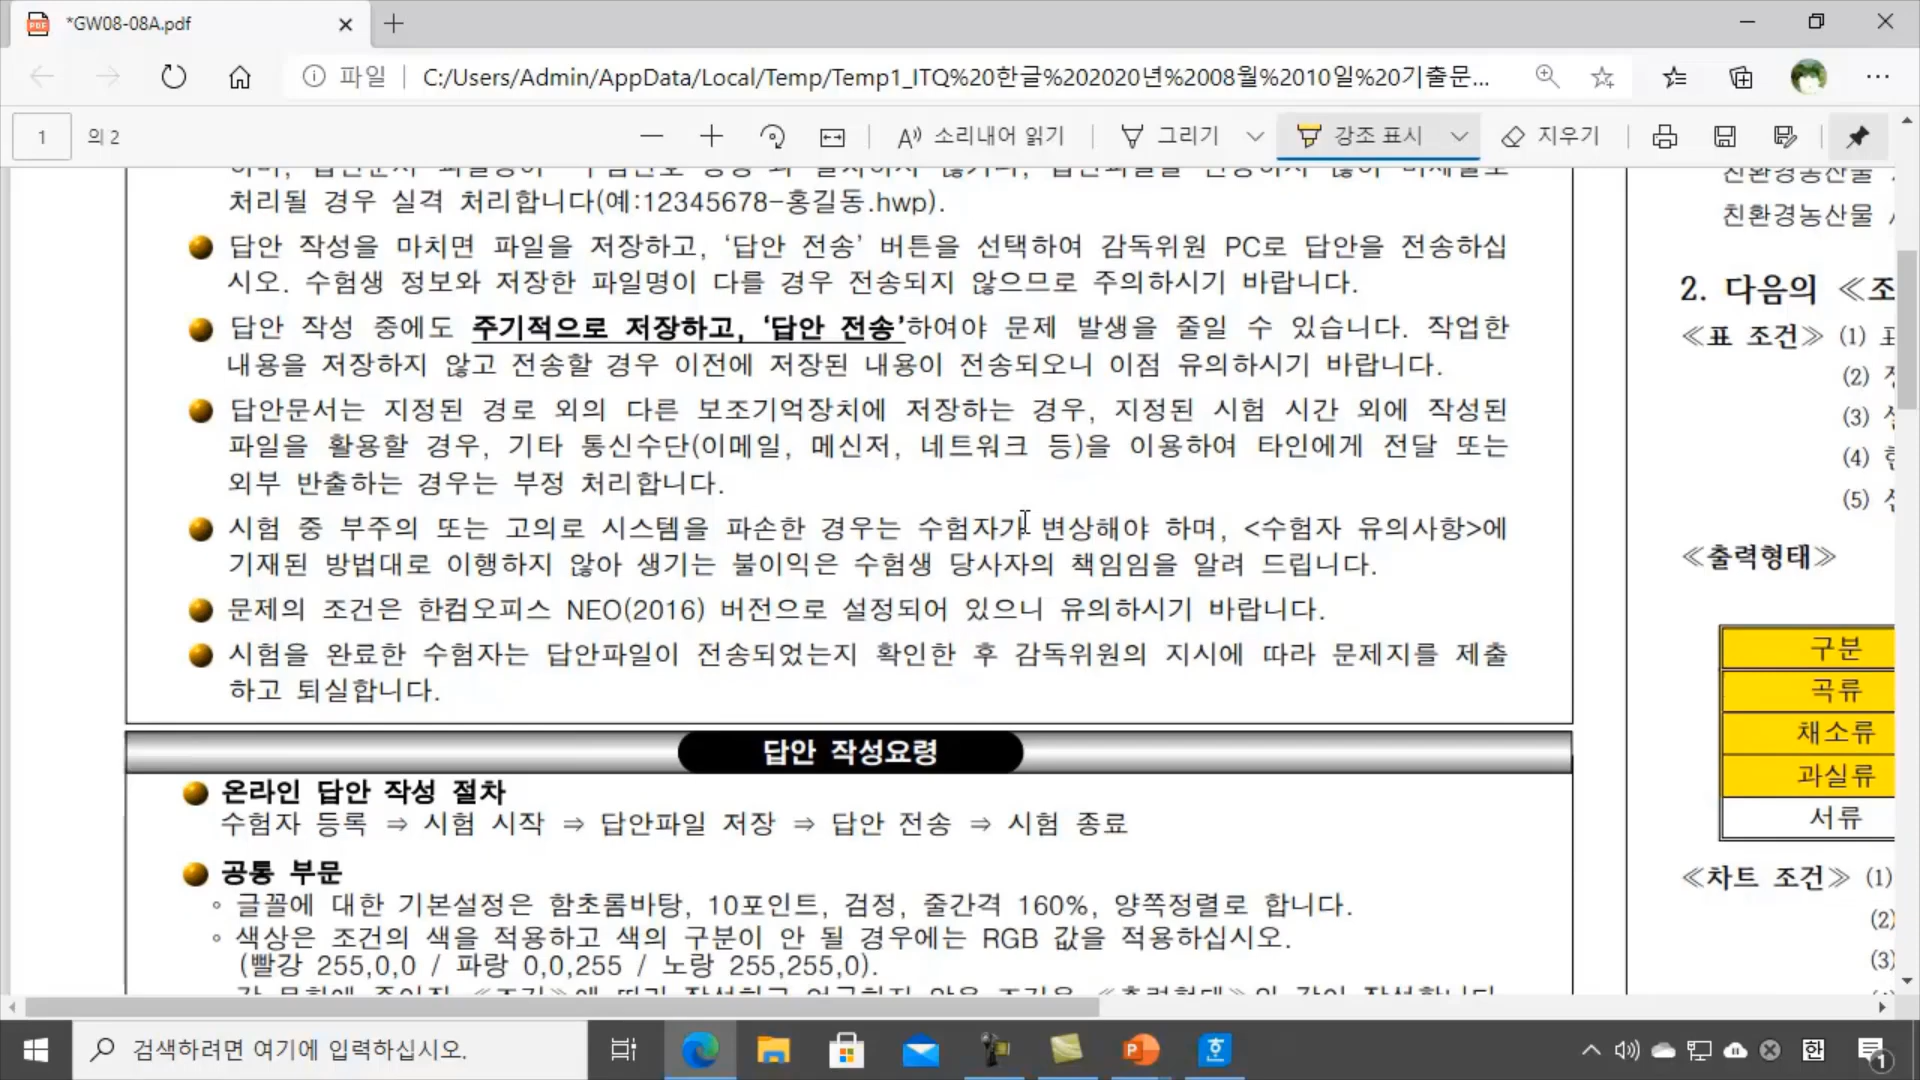 *GW08-08A.pdf
파일
C:/Users/Admin/AppData/Local/Temp/Temp1_ITQ%20한글%202020년%2008월%2010일%20기출문...
1 의 2
소리내어 읽기
그리기
강조 표시
지우기
처리될 경우 실격 처리합니다(예:12345678-홍길동.hwp).
답안 작성을 마치면 파일을 저장하고, ‘답안 전송’ 버튼을 선택하여 감독위원 PC로 답안을 전송하십
시오. 수험생 정보와 저장한 파일명이 다를 경우 전송되지 않으므로 주의하시기 바랍니다.
답안 작성 중에도 주기적으로 저장하고, ‘답안 전송’하여야 문제 발생을 줄일 수 있습니다. 작업한
내용을 저장하지 않고 전송할 경우 이전에 저장된 내용이 전송되오니 이점 유의하시기 바랍니다.
답안문서는 지정된 경로 외의 다른 보조기억장치에 저장하는 경우, 지정된 시험 시간 외에 작성된
파일을 활용할 경우, 기타 통신수단(이메일, 메신저, 네트워크 등)을 이용하여 타인에게 전달 또는
외부 반출하는 경우는 부정 처리합니다.
시험 중 부주의 또는 고의로 시스템을 파손한 경우는 수험자가 변상해야 하며, <수험자 유의사항>에
기재된 방법대로 이행하지 않아 생기는 불이익은 수험생 당사자의 책임임을 알려 드립니다.
문제의 조건은 한컴오피스 NEO(2016) 버전으로 설정되어 있으니 유의하시기 바랍니다.
시험을 완료한 수험자는 답안파일이 전송되었는지 확인한 후 감독위원의 지시에 따라 문제지를 제출
하고 퇴실합니다.
답안 작성요령
온라인 답안 작성 절차
수험자 등록 ⇒ 시험 시작 ⇒ 답안파일 저장 ⇒ 답안 전송 ⇒ 시험 종료
공통 부문
◦ 글꼴에 대한 기본설정은 함초롬바탕, 10포인트, 검정, 줄간격 160%, 양쪽정렬로 합니다.
◦ 색상은 조건의 색을 적용하고 색의 구분이 안 될 경우에는 RGB 값을 적용하십시오.
(빨강 255,0,0 / 파랑 0,0,255 / 노랑 255,255,0).
친환경농산물
친환경농산물
2. 다음의 ≪조
≪표 조건≫ (1) 표
(2)
(3)
(4)
(5)
≪출력형태≫
구분
곡류
채소류
과실류
서류
≪차트 조건≫ (1)
(2)
(3)
검색하려면 여기에 입력하십시오.
한
1